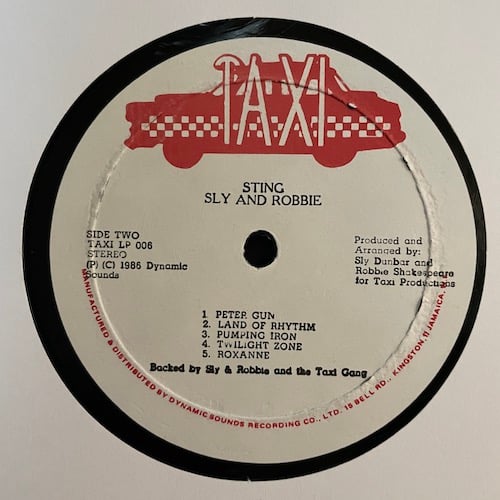 TAXI
STING
SLY AND ROBBIE
SIDE TWO
TAXI LP 006
STEREO
(P) (C) 1986 Dynamic
Sounds
Produced and
Arranged by:
Sly Dunbar and
Robbie Shakespeare
for Taxi Productions
1 PETER GUN
2. LAND OF RHYTHM
3. PUMPING IRON
4. TWILIGHT ZONE
5. ROXANNE
Backed by Sly & Robbie and the Taxi Gang
MANUFACTURED & DISTRIBUTED BY DYNAMIC SOUNDS RECORDING CO., LTD. 15 BELL RD., KINGSTON, 11 JAMAICA,